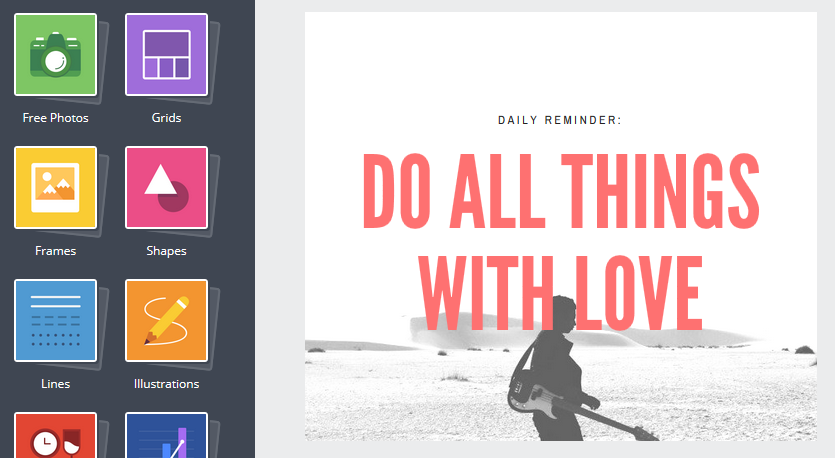 Free Photos
Grids
Frames
Shapes
Lines
Illustrations
DAILY REMINDER:
DO ALL THINGS
WITH LOVE